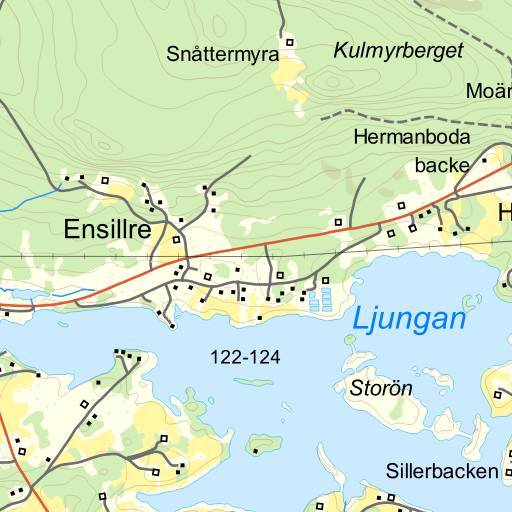 Snåttermyra
Kulmyrberget
Moär
Hermanboda
backe
H
Ensillre
Ljungan
122-124
Storön
Sillerbacken